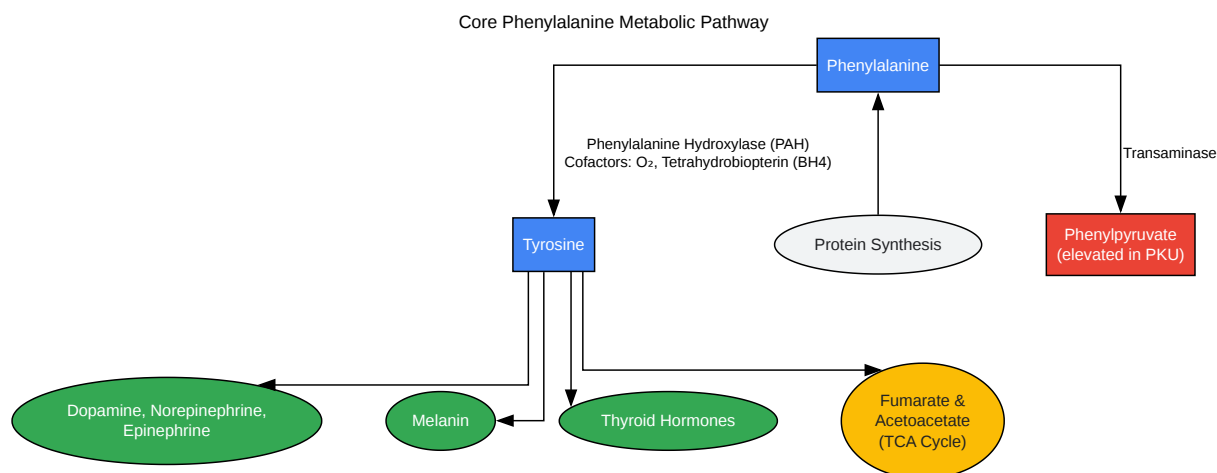 Core Phenylalanine Metabolic Pathway
Phenylalanine
Phenylalanine Hydroxylase (PAH)
Cofactors: O₂, Tetrahydrobiopterin (BH4)
Transaminase
Tyrosine
Protein Synthesis
Phenylpyruvate
(elevated in PKU)
Dopamine, Norepinephrine,
Epinephrine
Melanin
Thyroid Hormones
Fumarate &
Acetoacetate
(TCA Cycle)